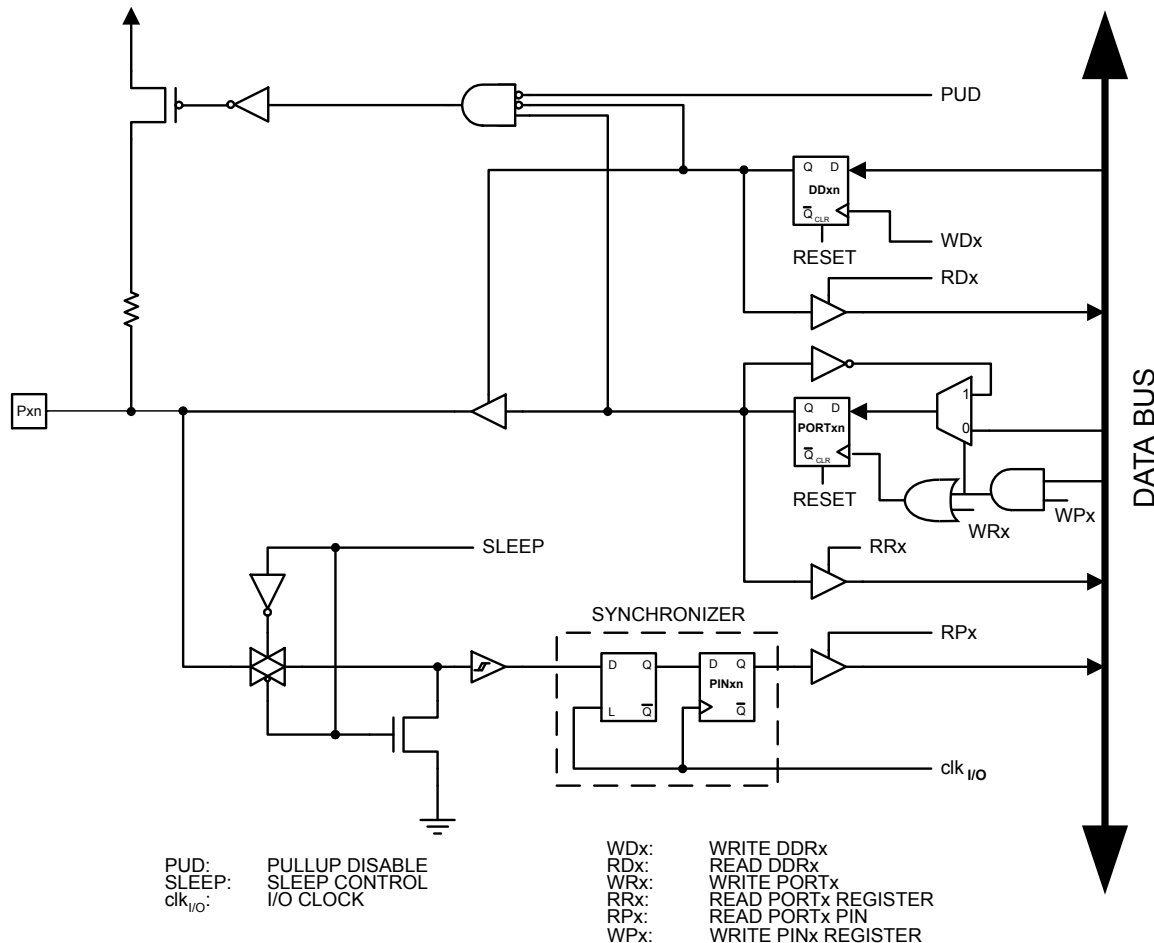 PUD
Q D
DDxn
Q CLR
WDx
RESET
RDx
DATA BUS
1
Pxn
Q D
0
PORTxn
Q CLR
RESET
WPx
WRx
SLEEP
RRx
SYNCHRONIZER
RPx
D Q
D Q
PINxn
L Q
Q
clk I/O
PUD: PULLUP DISABLE
SLEEP: SLEEP CONTROL
clkI/O: I/O CLOCK
WDx: WRITE DDRx
RDx: READ DDRx
WRx: WRITE PORTx
RRx: READ PORTx REGISTER
RPx: READ PORTx PIN
WPx: WRITE PINx REGISTER